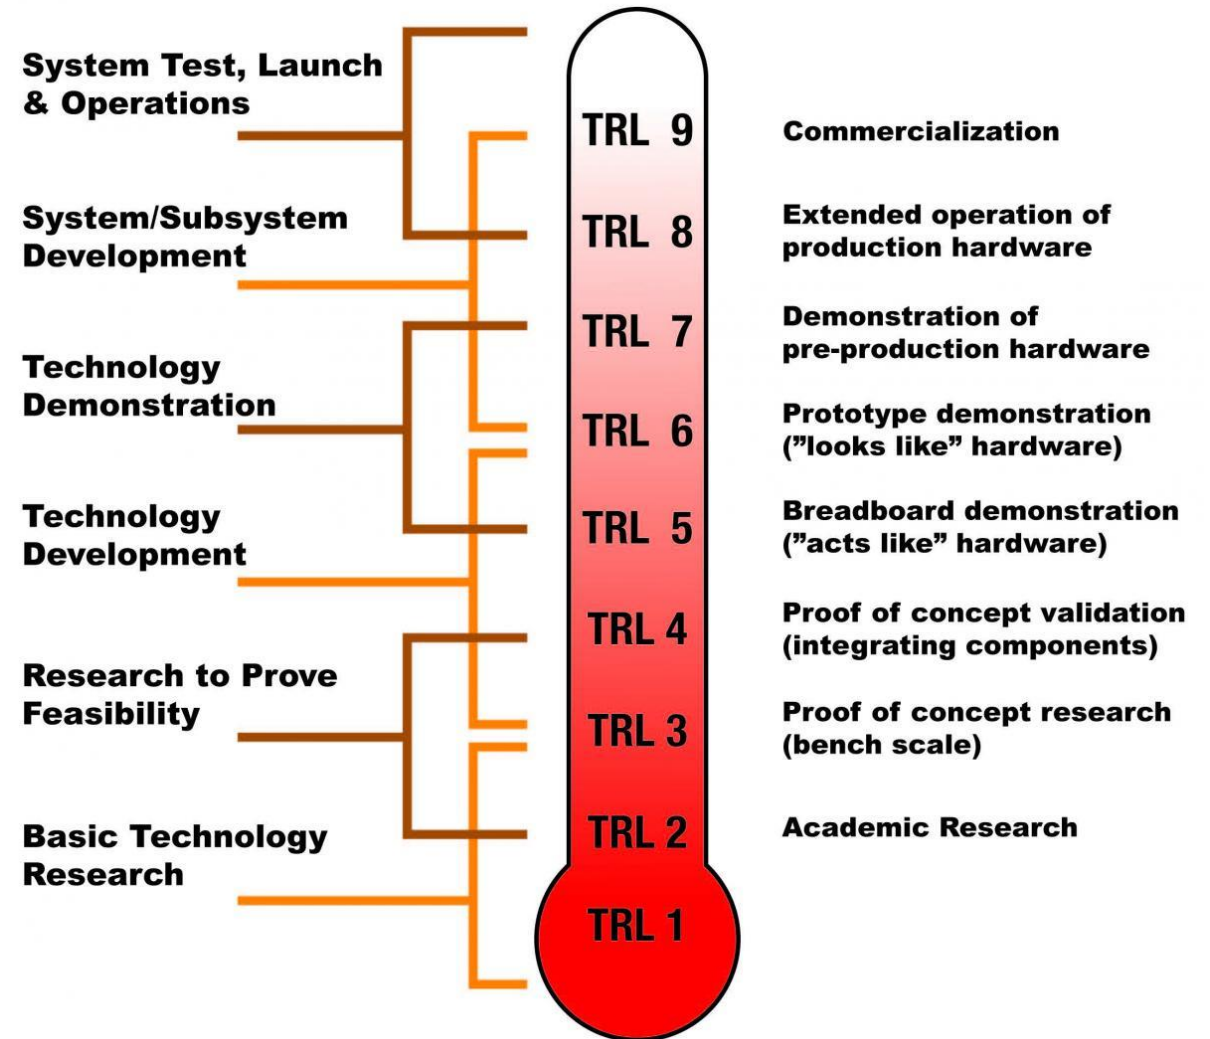 System Test, Launch
& Operations
System/Subsystem
Development
Technology
Demonstration
Technology
Development
Research to Prove
Feasibility
Basic Technology
Research
TRL 9
TRL 8
TRL 7
TRL 6
TRL 5
TRL 4
TRL 3
TRL 2
TRL 1
Commercialization
Extended operation of
production hardware
Demonstration of
pre-production hardware
Prototype demonstration
(”looks like” hardware)
Breadboard demonstration
(”acts like” hardware)
Proof of concept validation
(integrating components)
Proof of concept research
(bench scale)
Academic Research